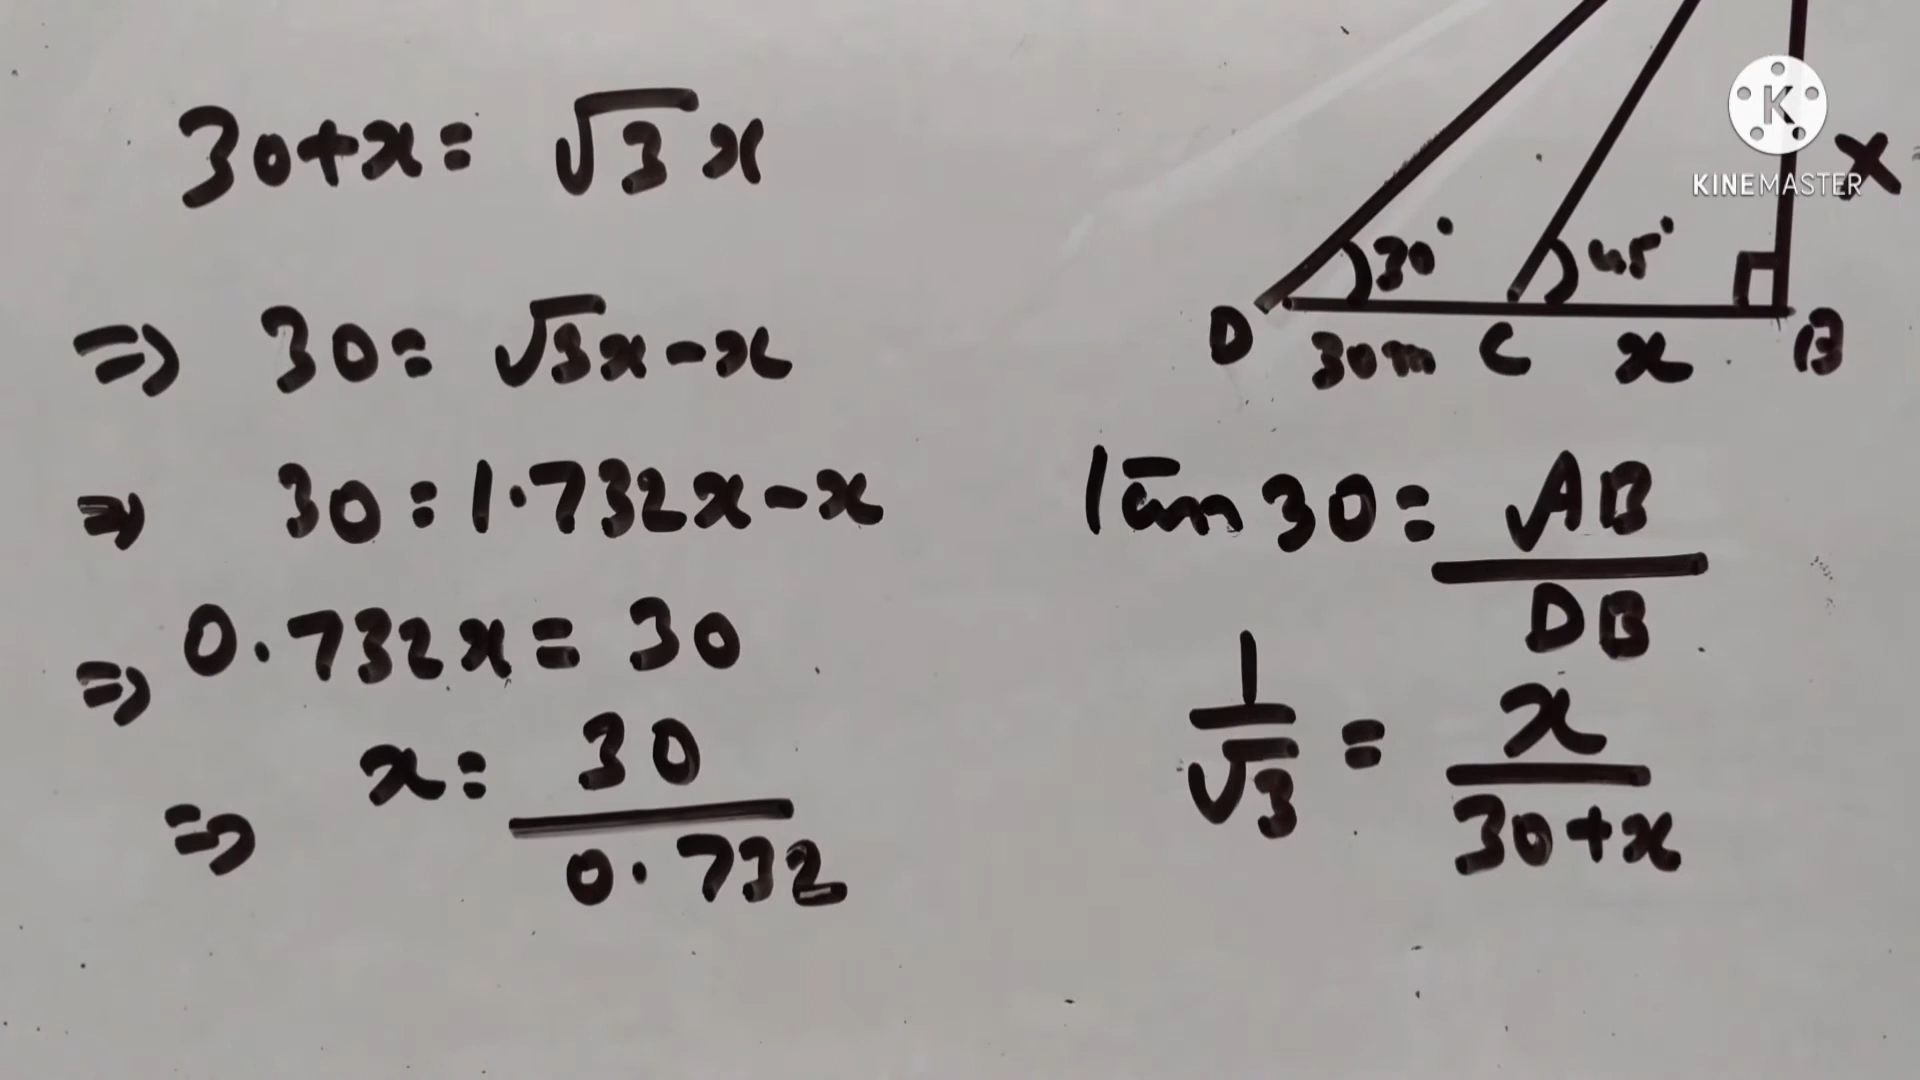 30+x = √3 x
⇒ 30 = √3x - x
⇒ 30 = 1.732x - x
⇒ 0.732x = 30
⇒ x = 30/0.732
K
KINEMASTER
x
30°
45°
D 30m C x B
tan 30 = AB/DB
1/√3 = x/(30+x)